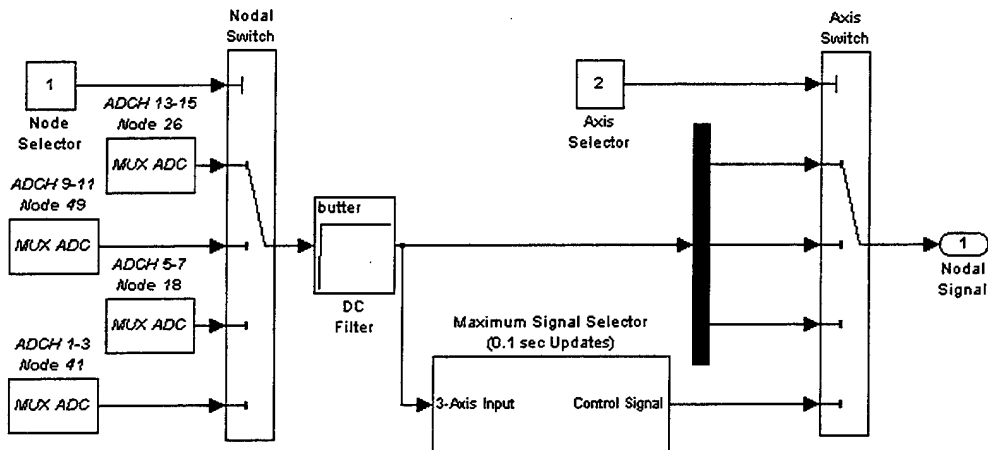 Nodal
Switch
1
Node
Selector
ADCH 13-15
Node 26
MUX ADC
ADCH 9-11
Node 49
MUX ADC
ADCH 5-7
Node 18
MUX ADC
ADCH 1-3
Node 41
MUX ADC
butter
DC
Filter
Maximum Signal Selector
(0.1 sec Updates)
3-Axis Input
Control Signal
2
Axis
Selector
Axis
Switch
1
Nodal
Signal